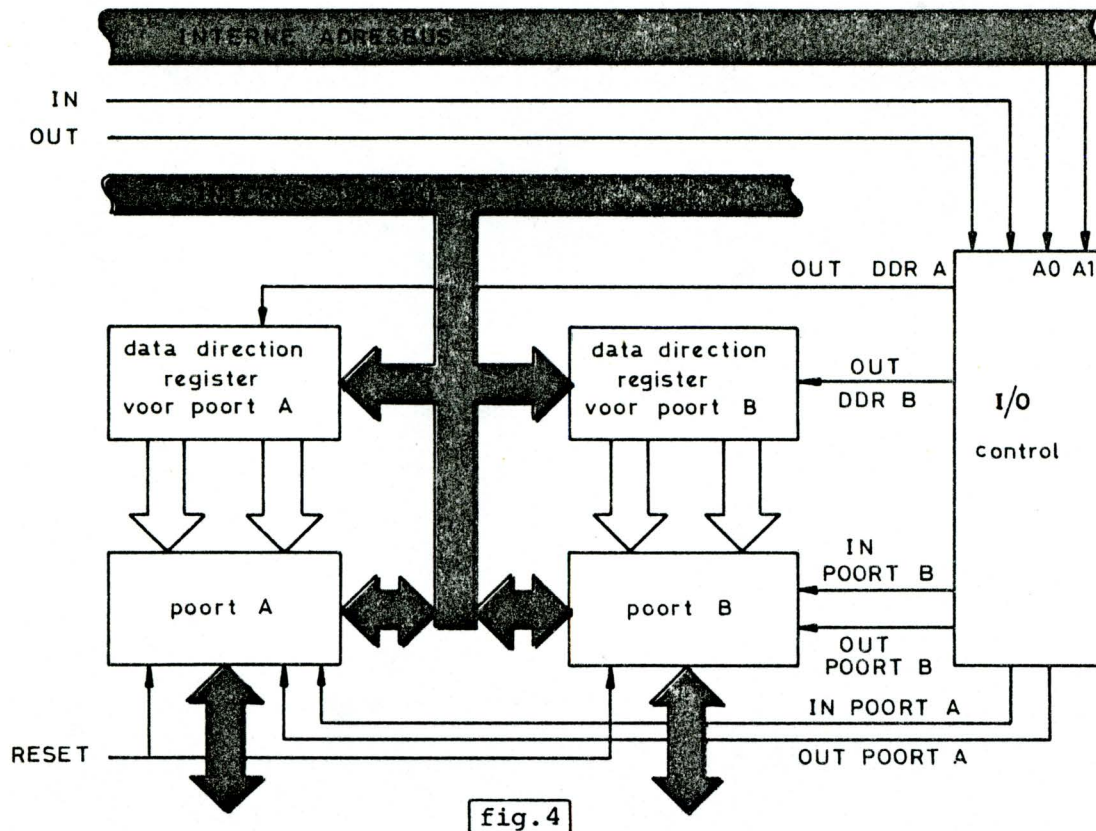 INTERNE ADRESBUS
IN
OUT
OUT DDR A
A0 A1
data direction
register
voor poort A
data direction
register
voor poort B
OUT
DDR B
I/O
control
poort A
poort B
IN
POORT B
OUT
POORT B
IN POORT A
RESET
OUT POORT A
fig.4